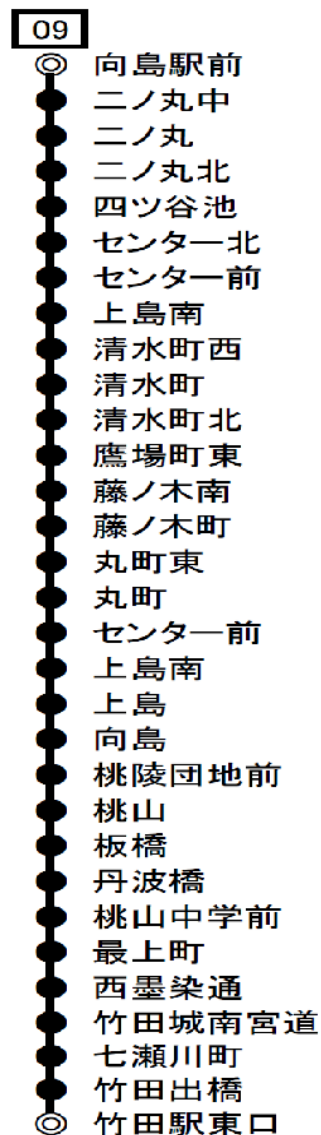 09
向島駅前
二ノ丸中
二ノ丸
二ノ丸北
四ツ谷池
センター北
センター前
上島南
清水町西
清水町
清水町北
鷹場町東
藤ノ木南
藤ノ木町
丸町東
丸町
センター前
上島南
上島
向島
桃陵団地前
桃山
板橋
丹波橋
桃山中学前
最上町
西墨染通
竹田城南宮道
七瀬川町
竹田出橋
竹田駅東口